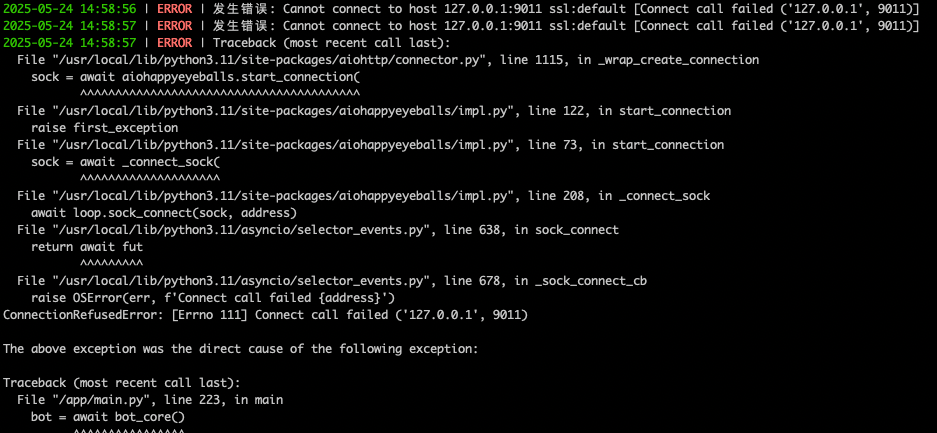 2025-05-24 14:58:56 | ERROR | 发生错误: Cannot connect to host 127.0.0.1:9011 ssl:default [Connect call failed ('127.0.0.1', 9011)]
2025-05-24 14:58:57 | ERROR | 发生错误: Cannot connect to host 127.0.0.1:9011 ssl:default [Connect call failed ('127.0.0.1', 9011)]
2025-05-24 14:58:57 | ERROR | Traceback (most recent call last):
  File "/usr/local/lib/python3.11/site-packages/aiohttp/connector.py", line 1115, in _wrap_create_connection
    sock = await aiohappyeyeballs.start_connection(
           ^^^^^^^^^^^^^^^^^^^^^^^^^^^^^^^^^^^^^^^^
  File "/usr/local/lib/python3.11/site-packages/aiohappyeyeballs/impl.py", line 122, in start_connection
    raise first_exception
  File "/usr/local/lib/python3.11/site-packages/aiohappyeyeballs/impl.py", line 73, in start_connection
    sock = await _connect_sock(
           ^^^^^^^^^^^^^^^^^^^^
  File "/usr/local/lib/python3.11/site-packages/aiohappyeyeballs/impl.py", line 208, in _connect_sock
    await loop.sock_connect(sock, address)
  File "/usr/local/lib/python3.11/asyncio/selector_events.py", line 638, in sock_connect
    return await fut
           ^^^^^^^^^
  File "/usr/local/lib/python3.11/asyncio/selector_events.py", line 678, in _sock_connect_cb
    raise OSError(err, f'Connect call failed {address}')
ConnectionRefusedError: [Errno 111] Connect call failed ('127.0.0.1', 9011)

The above exception was the direct cause of the following exception:

Traceback (most recent call last):
  File "/app/main.py", line 223, in main
    bot = await bot_core()
          ^^^^^^^^^^^^^^^^